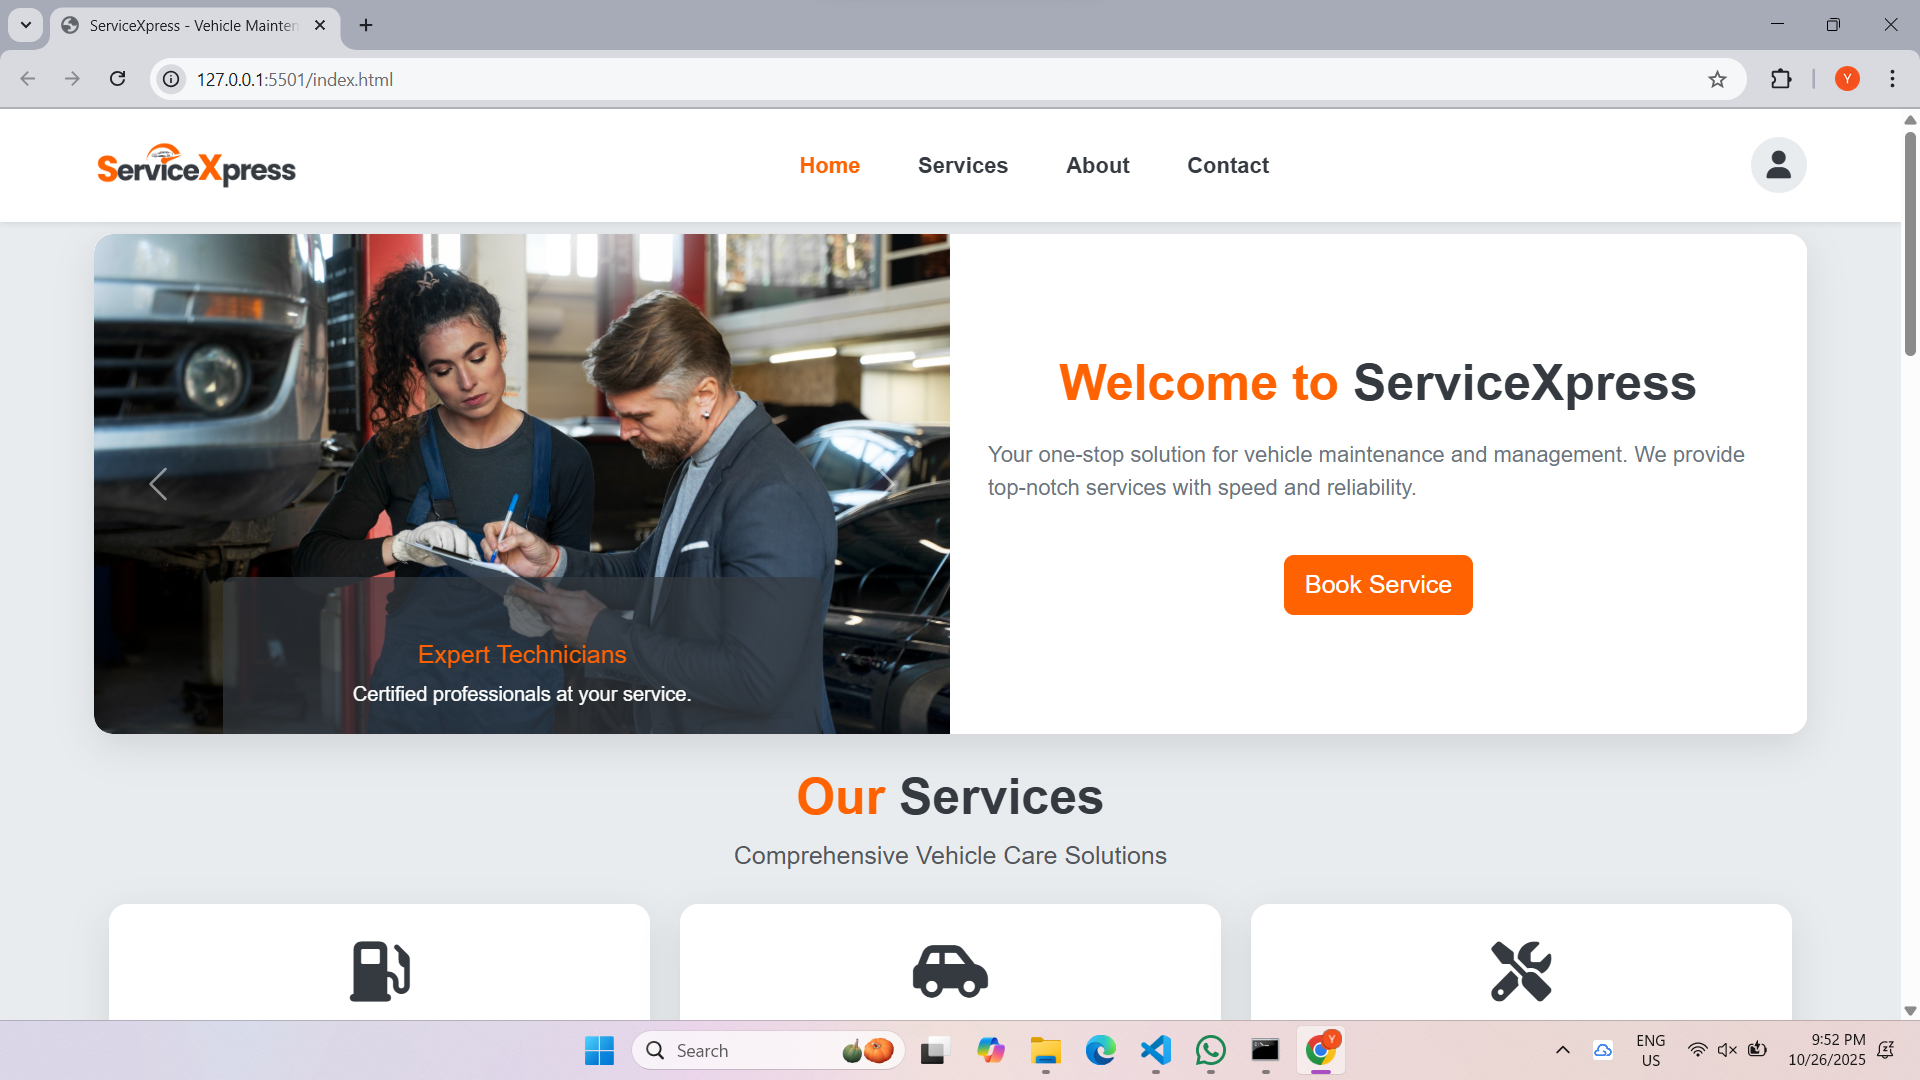 ServiceXpress - Vehicle Mainten
127.0.0.1:5501/index.html
Y
ServiceXpress
Home
Services
About
Contact
Welcome to ServiceXpress
Your one-stop solution for vehicle maintenance and management. We provide
top-notch services with speed and reliability.
Book Service
Expert Technicians
Certified professionals at your service.
Our Services
Comprehensive Vehicle Care Solutions
Search
Y
ENG
US
9:52 PM
10/26/2025